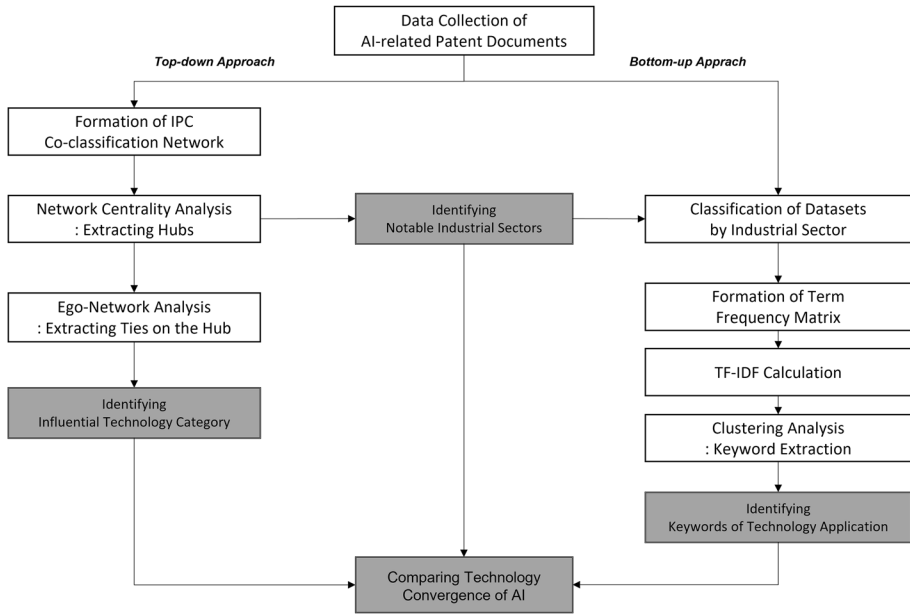 Data Collection of
AI-related Patent Documents
Top-down Approach
Bottom-up Apprach
Formation of IPC
Co-classification Network
Network Centrality Analysis
: Extracting Hubs
Identifying
Notable Industrial Sectors
Classification of Datasets
by Industrial Sector
Ego-Network Analysis
: Extracting Ties on the Hub
Formation of Term
Frequency Matrix
TF-IDF Calculation
Identifying
Influential Technology Category
Clustering Analysis
: Keyword Extraction
Identifying
Keywords of Technology Application
Comparing Technology
Convergence of AI